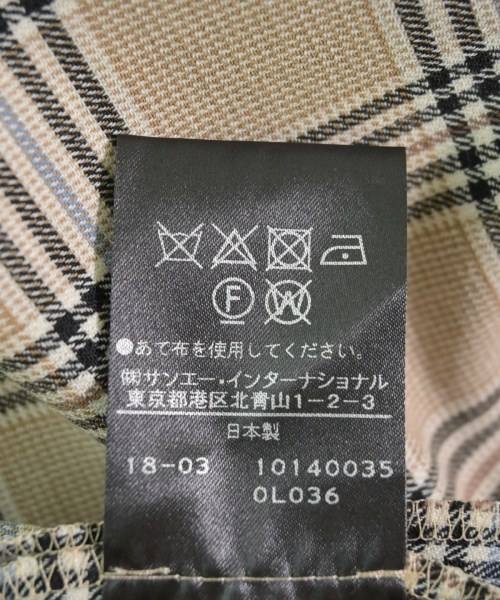 F W
●あて布を使用してください。
㈱サンエー・インターナショナル
東京都港区北青山1-2-3
日本製
18-03 10140035
0L036